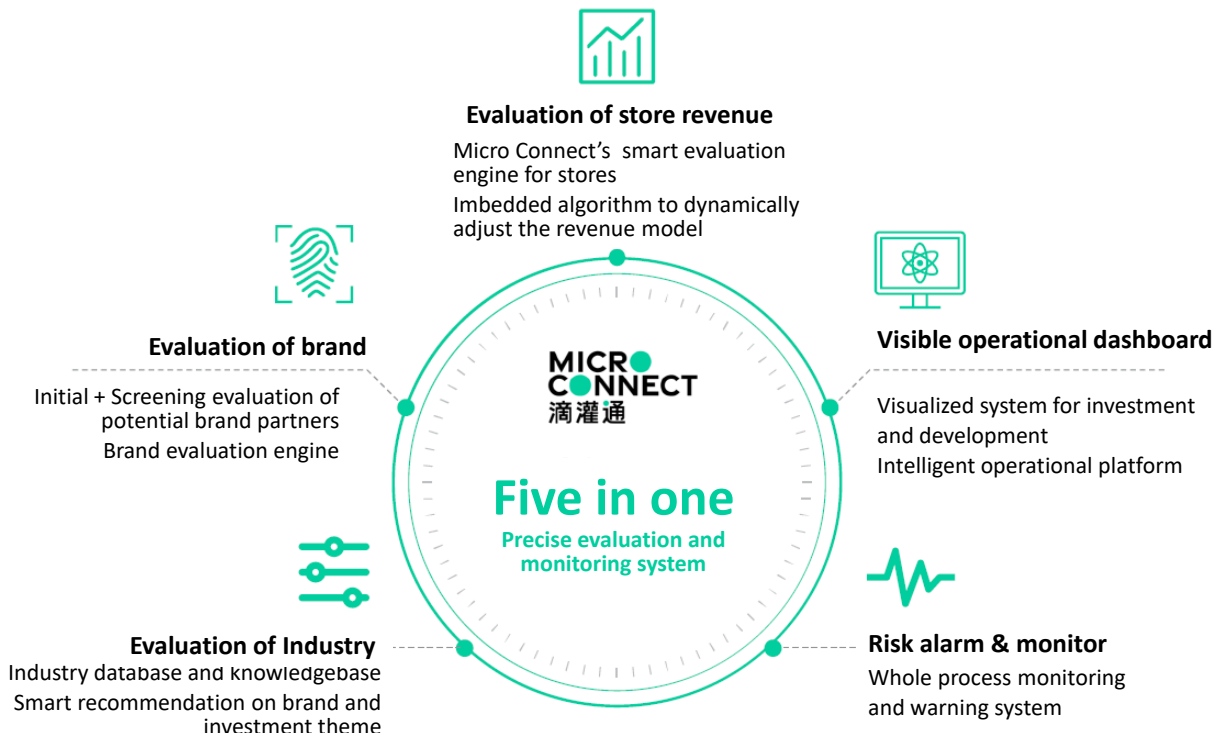 Evaluation of store revenue
Micro Connect's smart evaluation
engine for stores
Imbedded algorithm to dynamically
adjust the revenue model
Evaluation of brand
Initial + Screening evaluation of
potential brand partners
Brand evaluation engine
Visible operational dashboard
Visualized system for investment
and development
Intelligent operational platform
MICRO
CONNECT
滴灌通
Five in one
Precise evaluation and
monitoring system
Evaluation of Industry
Industry database and knowledgebase
Smart recommendation on brand and
investment theme
Risk alarm & monitor
Whole process monitoring
and warning system